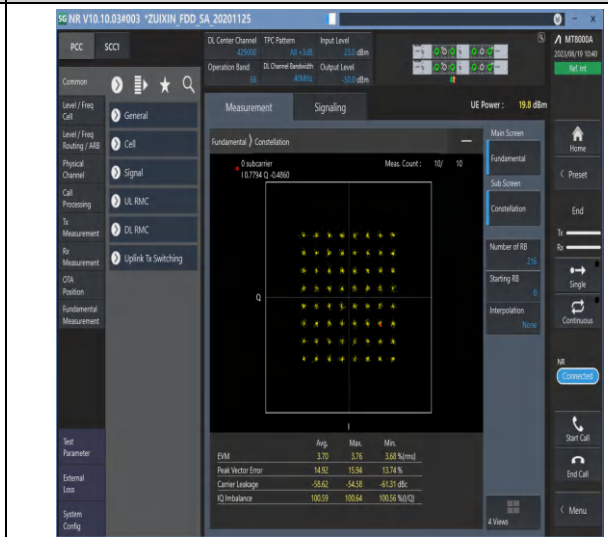 5G NR V10.10.03#003 *ZUIXIN_FDD_SA_20201125
PCC
SCC1
DL Center Channel
425000
TPC Pattern
All +3dB
Input Level
23.0 dBm
Operation Band
66
DL Channel Bandwidth
40MHz
Output Level
-50.0 dBm
MT8000A
2023/06/19 10:40
Ref. Int
Common
Level / Freq
Cell
Level / Freq
Routing / ARB
Physical
Channel
Call
Processing
Tx
Measurement
Rx
Measurement
OTA
Position
Fundamental
Measurement
Test
Parameter
External
Loss
System
Config
General
Cell
Signal
UL RMC
DL RMC
Uplink Tx Switching
Measurement
Signaling
UE Power : 19.8 dBm
Fundamental
Constellation
0 subcarrier
I 0.7794 Q -0.4860
Meas. Count : 10/ 10
Q
I
Avg. Max. Min.
EVM 3.70 3.76 3.68 %(rms)
Peak Vector Error 14.92 15.94 13.74 %
Carrier Leakage -58.62 -54.58 -61.31 dBc
IQ Imbalance 100.59 100.64 100.56 %(I/Q)
Main Screen
Fundamental
Sub Screen
Constellation
Number of RB
216
Starting RB
0
Interpolation
None
4 Views
Home
Preset
End
Tx
Rx
Single
Continuous
NR
Connected
Start Call
End Call
Menu